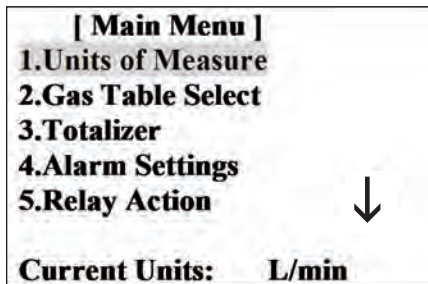 [ Main Menu ]
1.Units of Measure
2.Gas Table Select
3.Totalizer
4.Alarm Settings
5.Relay Action
Current Units: L/min